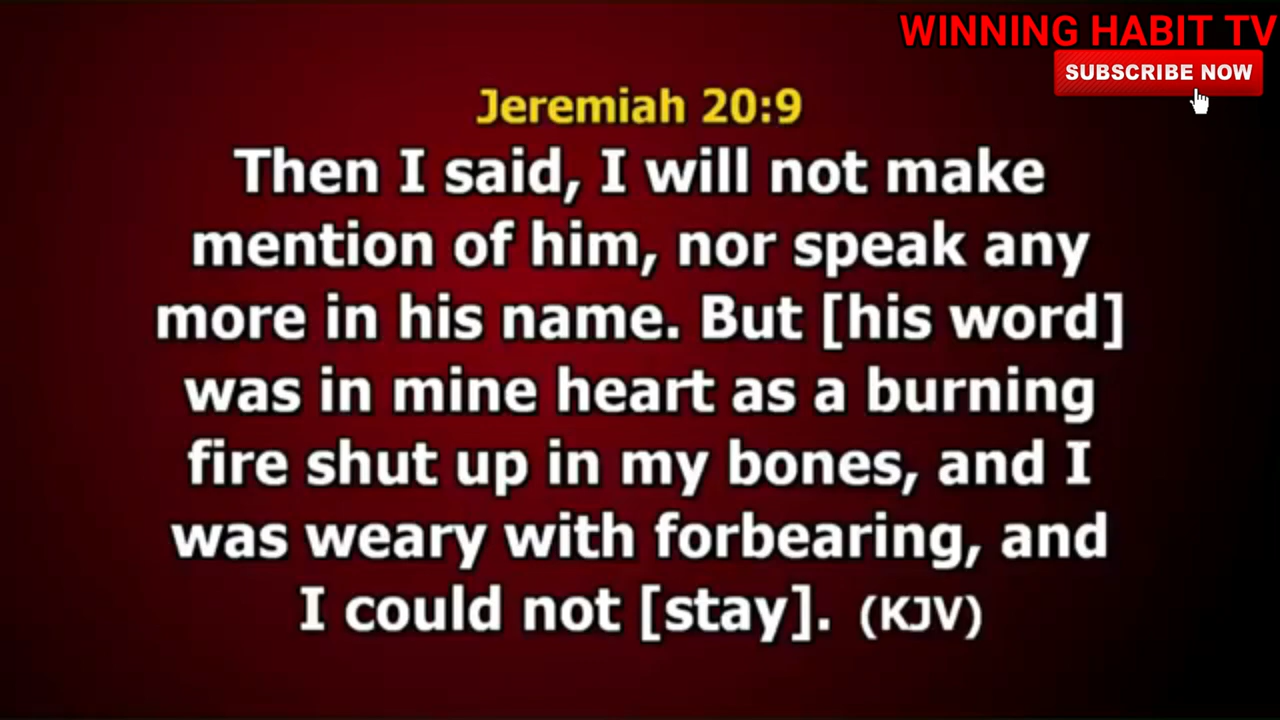 WINNING HABIT TV
SUBSCRIBE NOW
Jeremiah 20:9
Then I said, I will not make
mention of him, nor speak any
more in his name. But [his word]
was in mine heart as a burning
fire shut up in my bones, and I
was weary with forbearing, and
I could not [stay]. (KJV)